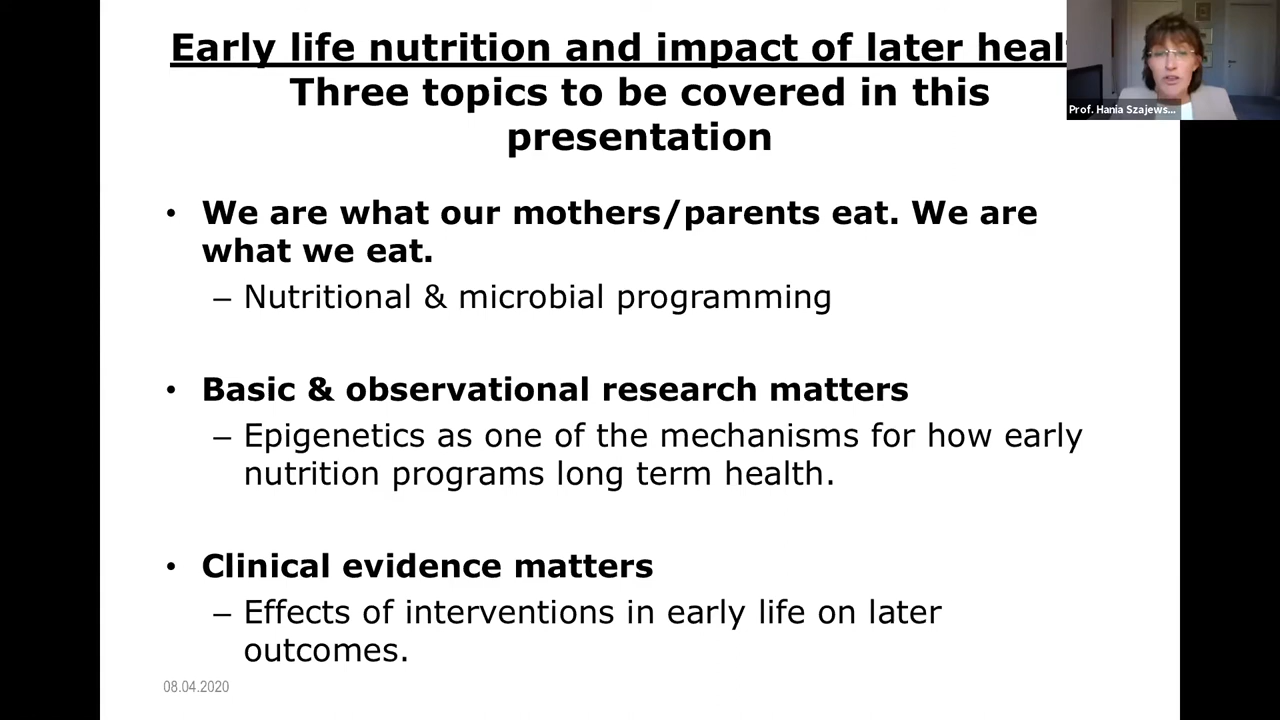 Early life nutrition and impact of later heal
Three topics to be covered in this
presentation
Prof. Hania Szajews...
• We are what our mothers/parents eat. We are
what we eat.
– Nutritional & microbial programming
• Basic & observational research matters
– Epigenetics as one of the mechanisms for how early
nutrition programs long term health.
• Clinical evidence matters
– Effects of interventions in early life on later
outcomes.
08.04.2020